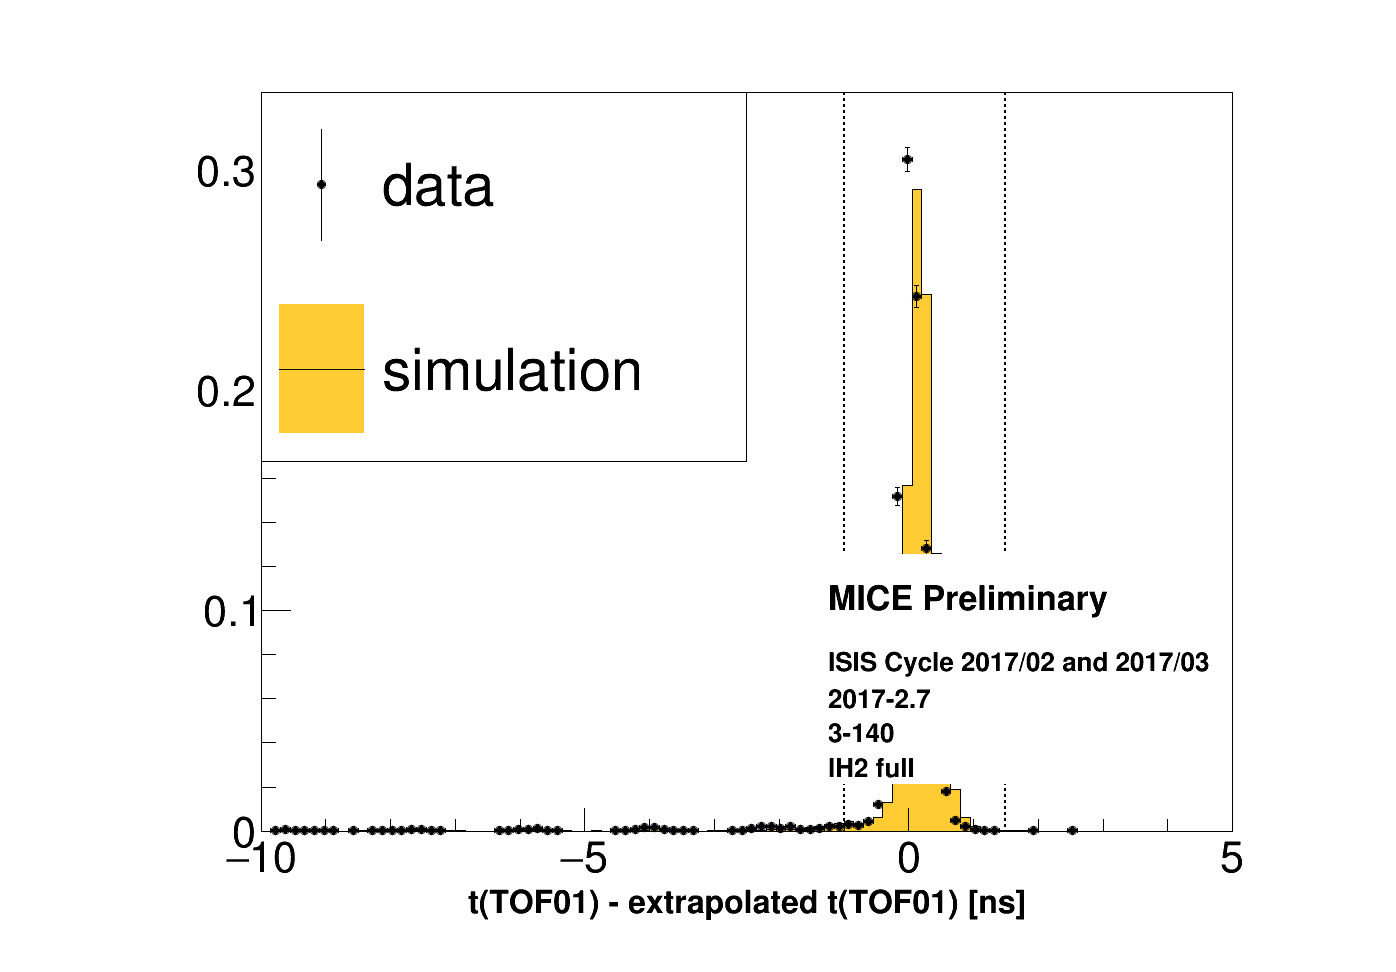 0.3
data
0.2
simulation
0.1
MICE Preliminary
ISIS Cycle 2017/02 and 2017/03
2017-2.7
3-140
IH2 full
0
−10 −5 0 5
t(TOF01) - extrapolated t(TOF01) [ns]